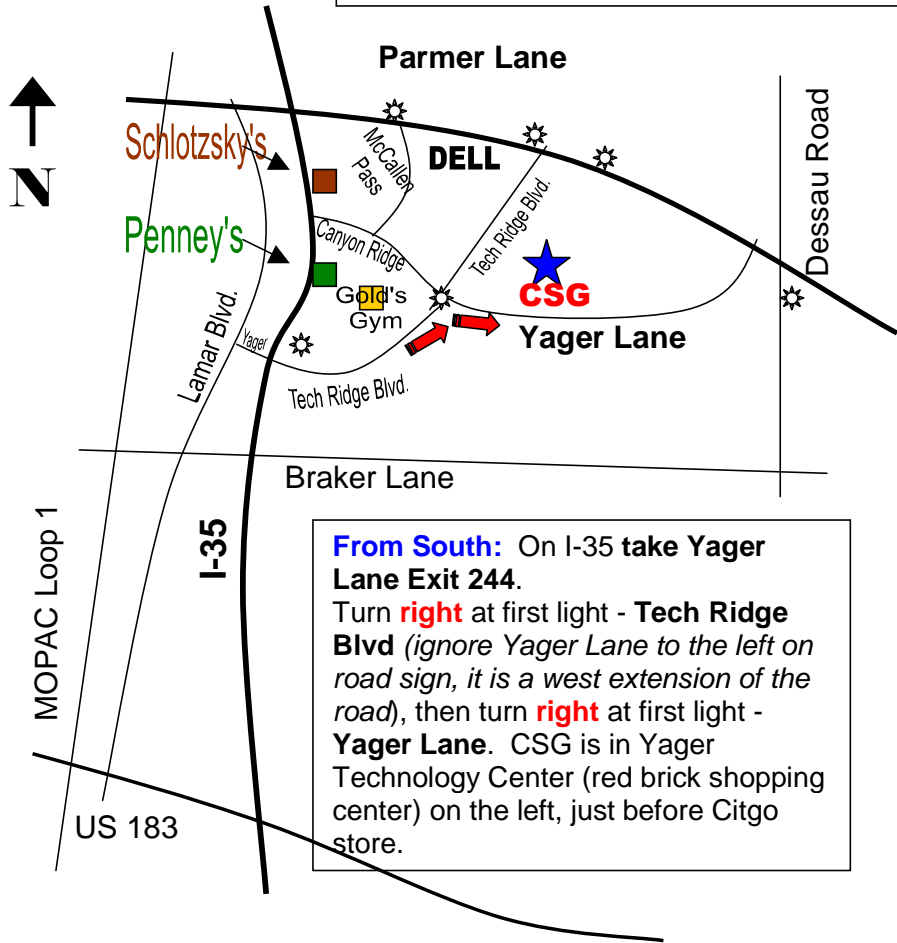 Parmer Lane
N
Schlotzsky's
McCallen
Pass
DELL
Dessau Road
Penney's
Canyon Ridge
Tech Ridge Blvd.
Gold's
Gym
CSG
Yager Lane
Lamar Blvd.
Yager
Tech Ridge Blvd.
Braker Lane
I-35
MOPAC Loop 1
US 183
From South: On I-35 take Yager
Lane Exit 244.
Turn right at first light - Tech Ridge
Blvd (ignore Yager Lane to the left on
road sign, it is a west extension of the
road), then turn right at first light -
Yager Lane. CSG is in Yager
Technology Center (red brick shopping
center) on the left, just before Citgo
store.